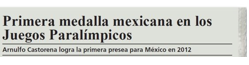 Primera medalla mexicana en los
Juegos Paralímpicos
Arnulfo Castorena logra la primera presea para México en 2012